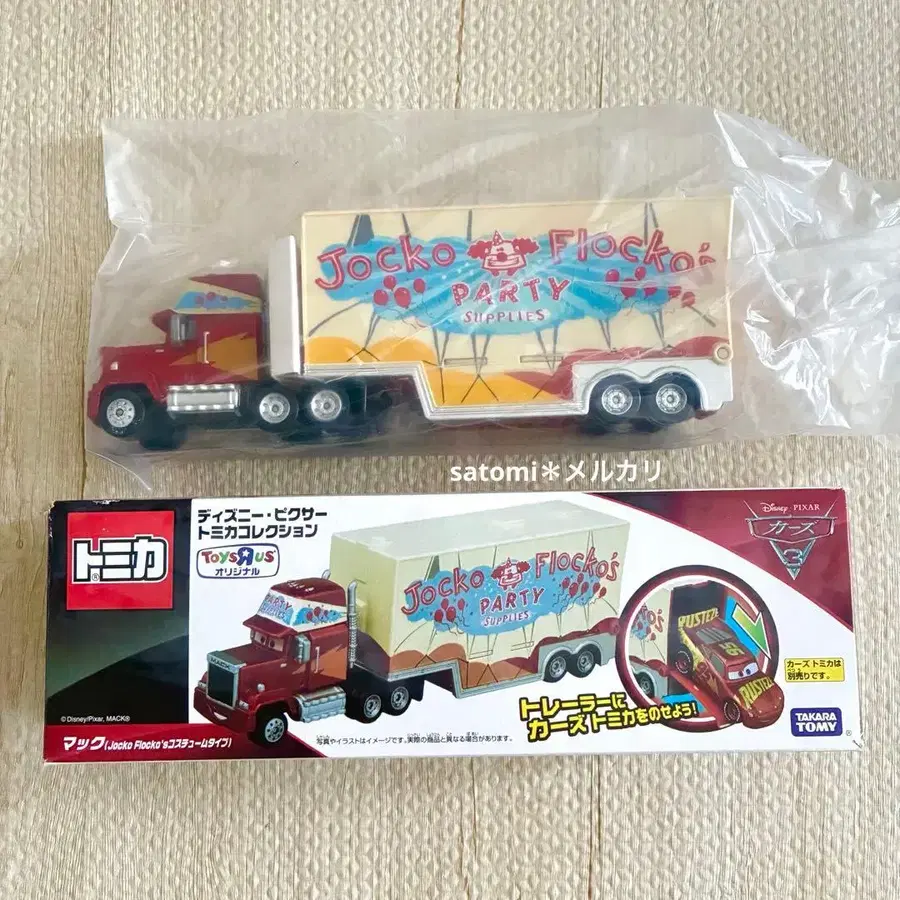 Jocko Flocko's
PARTY
SUPPLIES
satomi＊メルカリ
トミカ
®
ディズニー・ピクサー
トミカコレクション
TOYSЯUS
オリジナル
Disney PIXAR
カーズ
3
PARTY
SUPPLIES
Jocko Flocko's
PARTY
SUPPLIES
RUSTEZE
RUSTEZE
カーズ トミカは
別売りです。
トレーラーに
カーズトミカをのせよう!
©Disney/Pixar, MACK®
マック(Jocko Flocko'sコスチュームタイプ)
写真やイラストはイメージです。実際の商品と異なる場合があります。
TAKARA
TOMY
®